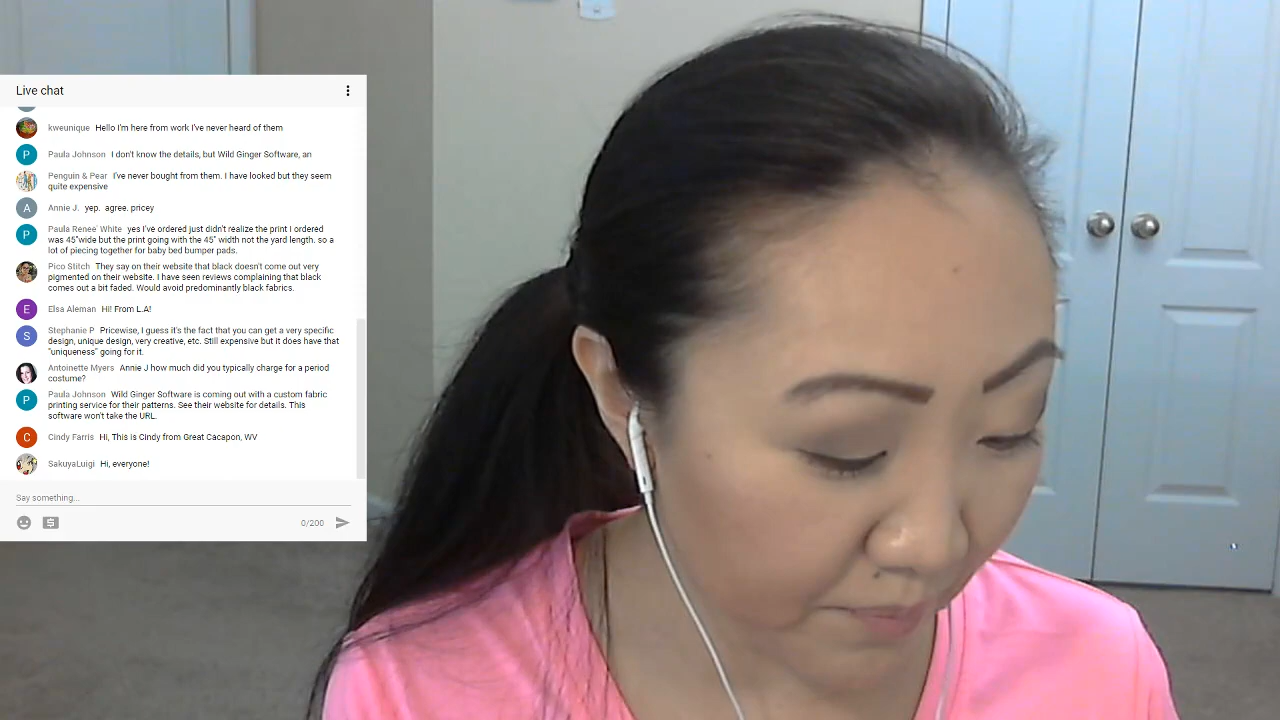 Live chat
kweunique Hello I'm here from work I've never heard of them
P Paula Johnson I don't know the details, but Wild Ginger Software, an
Penguin & Pear I've never bought from them. I have looked but they seem
quite expensive
A Annie J. yep. agree. pricey
Paula Renee' White yes I've ordered just didn't realize the print I ordered
P was 45"wide but the print going with the 45" width not the yard length. so a
lot of piecing together for baby bed bumper pads.
Pico Stitch They say on their website that black doesn't come out very
pigmented on their website. I have seen reviews complaining that black
comes out a bit faded. Would avoid predominantly black fabrics.
E Elsa Aleman Hi! From L.A!
Stephanie P Pricewise, I guess it's the fact that you can get a very specific
S design, unique design, very creative, etc. Still expensive but it does have that
"uniqueness" going for it.
Antoinette Myers Annie J how much did you typically charge for a period
costume?
Paula Johnson Wild Ginger Software is coming out with a custom fabric
P printing service for their patterns. See their website for details. This
software won't take the URL.
C Cindy Farris Hi, This is Cindy from Great Cacapon, WV
SakuyaLuigi Hi, everyone!
Say something...
0/200